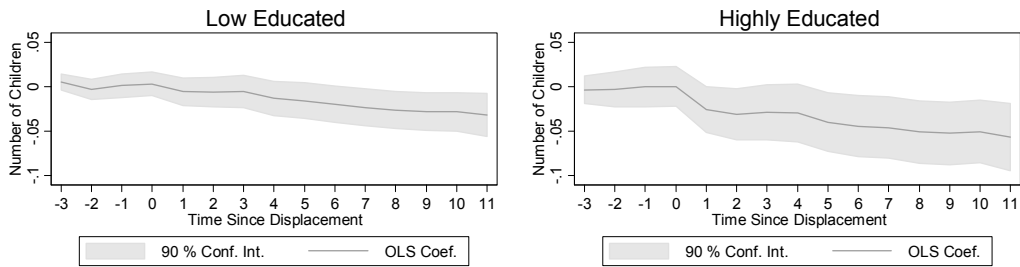 Low Educated
Number of Children
.05
0
-.05
-.1
-3 -2 -1 0 1 2 3 4 5 6 7 8 9 10 11
Time Since Displacement
90 % Conf. Int. OLS Coef.
Highly Educated
Number of Children
.05
0
-.05
-.1
-3 -2 -1 0 1 2 3 4 5 6 7 8 9 10 11
Time Since Displacement
90 % Conf. Int. OLS Coef.